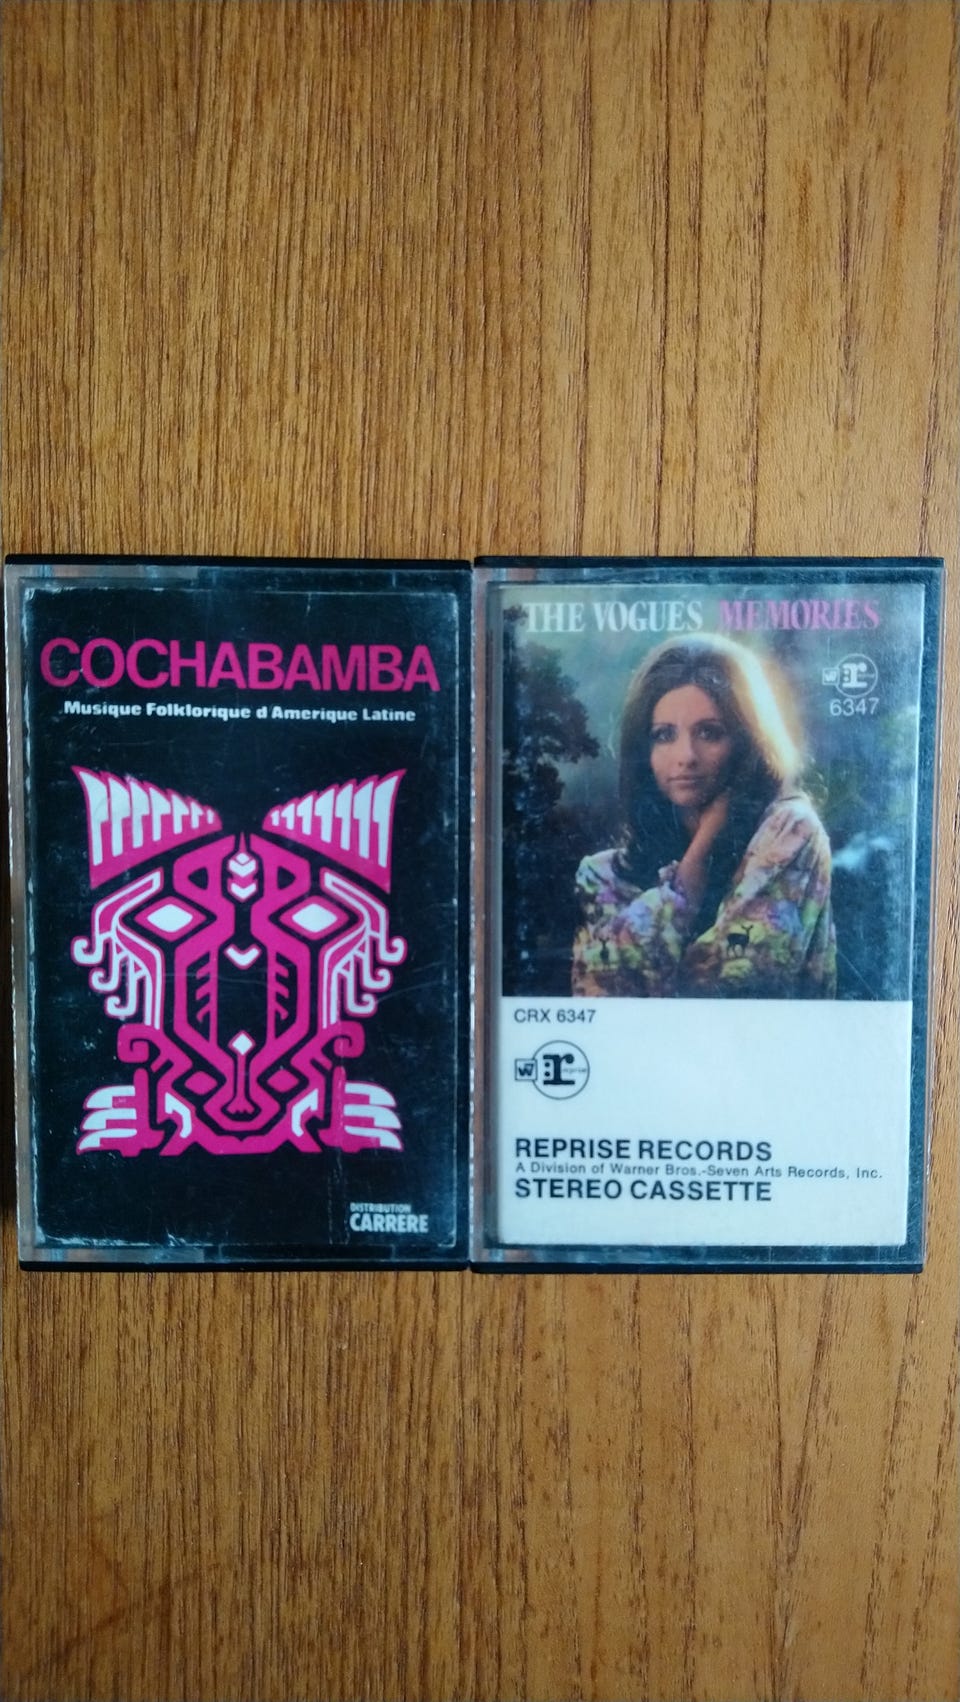 COCHABAMBA
Musique Folklorique d Amerique Latine
DISTRIBUTION
CARRERE
THE VOGUES MEMORIES
W r
6347
CRX 6347
W r reprise
REPRISE RECORDS
A Division of Warner Bros.-Seven Arts Records, Inc.
STEREO CASSETTE